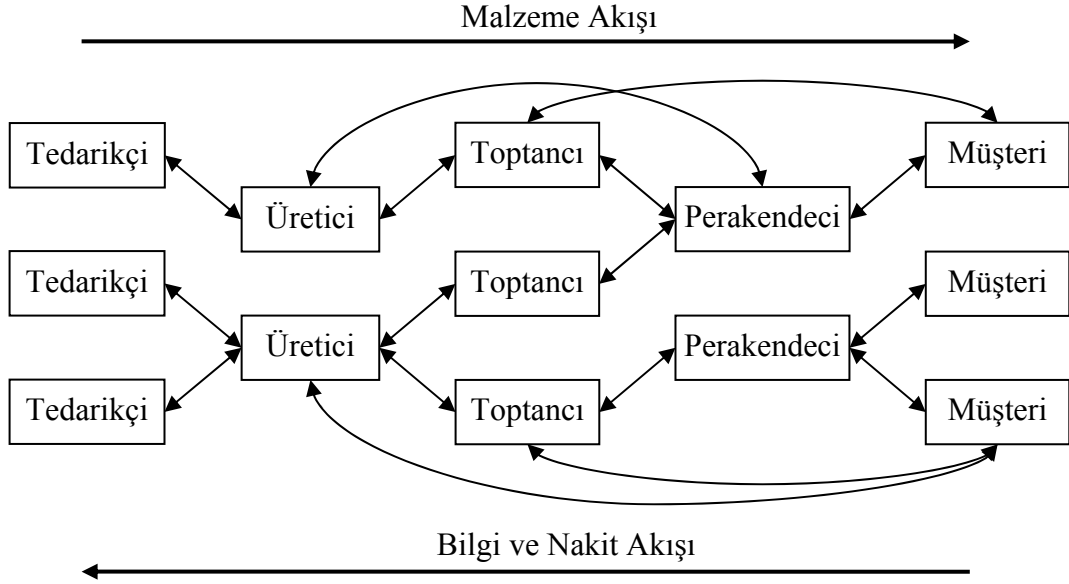 Malzeme Akışı
Tedarikçi
Toptancı
Müşteri
Üretici
Perakendeci
Tedarikçi
Toptancı
Müşteri
Üretici
Perakendeci
Tedarikçi
Toptancı
Müşteri
Bilgi ve Nakit Akışı